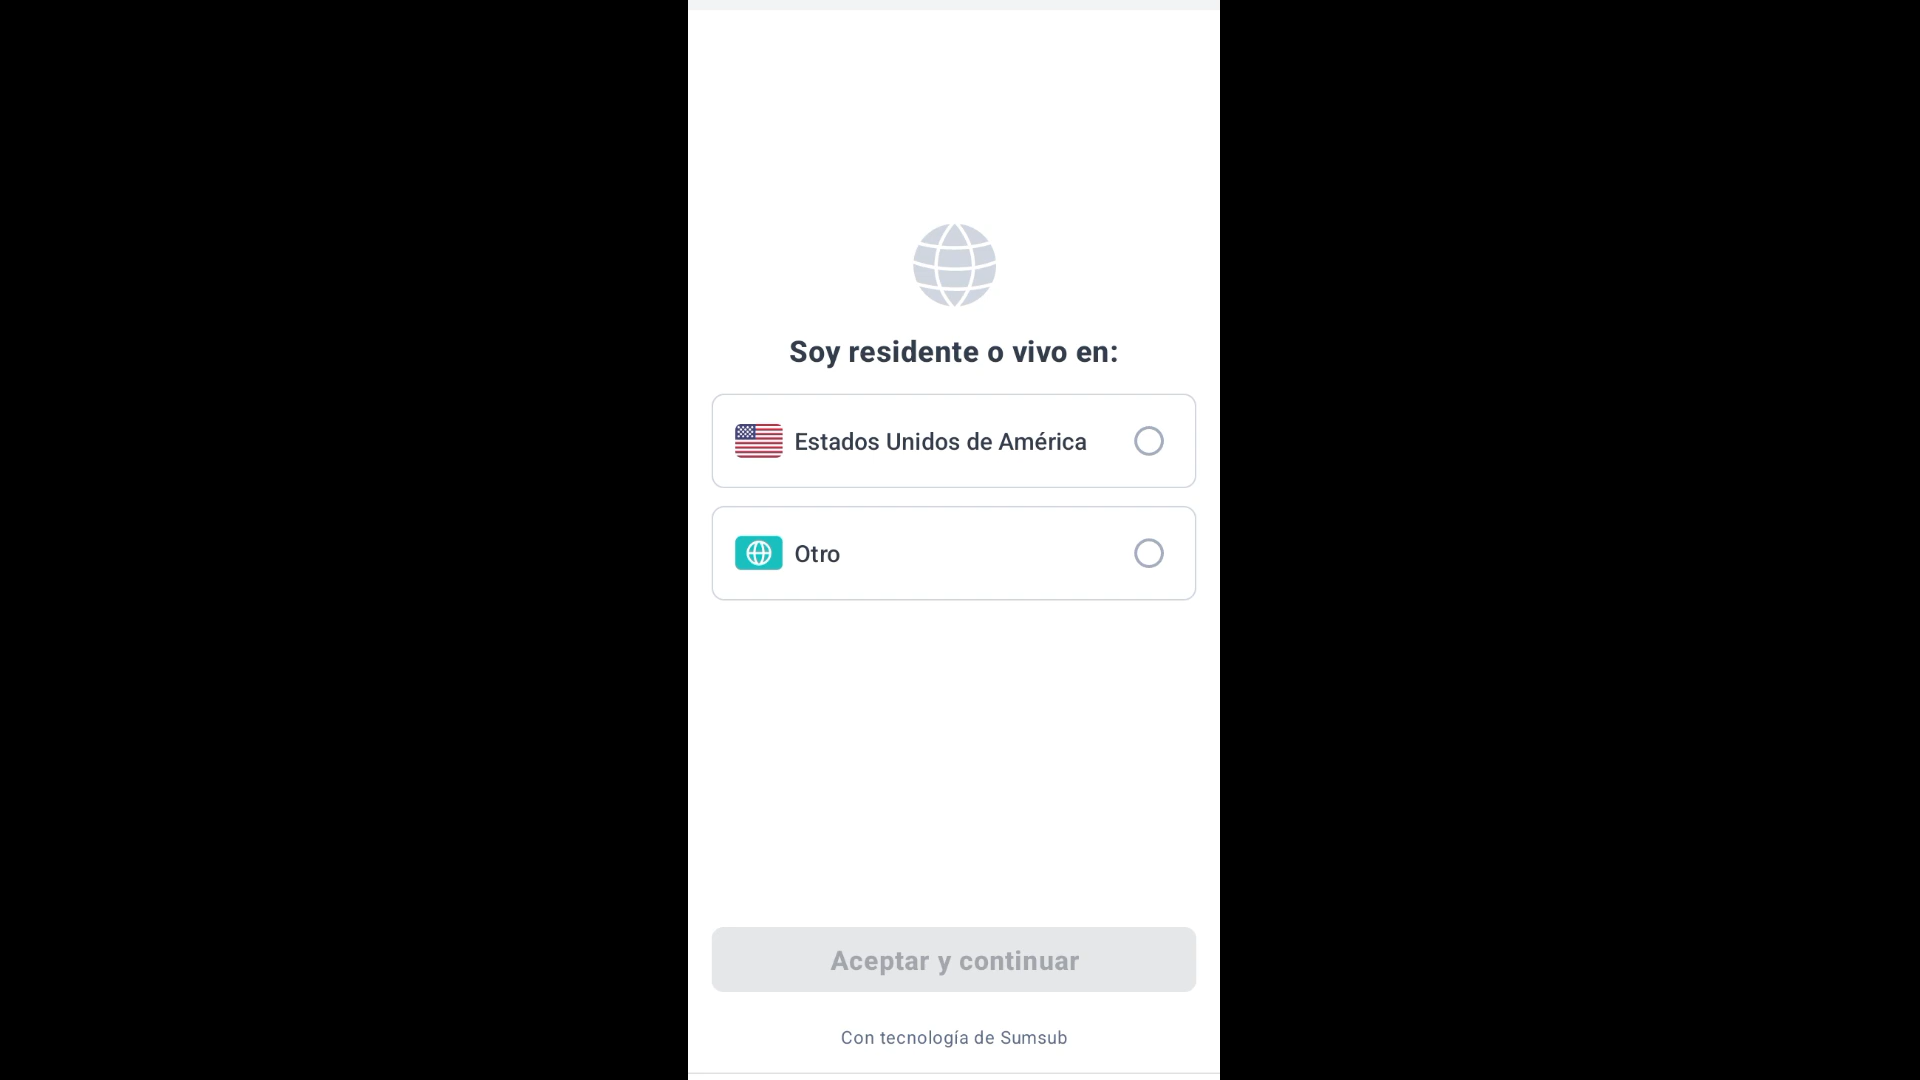 Soy residente o vivo en:
Estados Unidos de América
Otro
Aceptar y continuar
Con tecnología de Sumsub